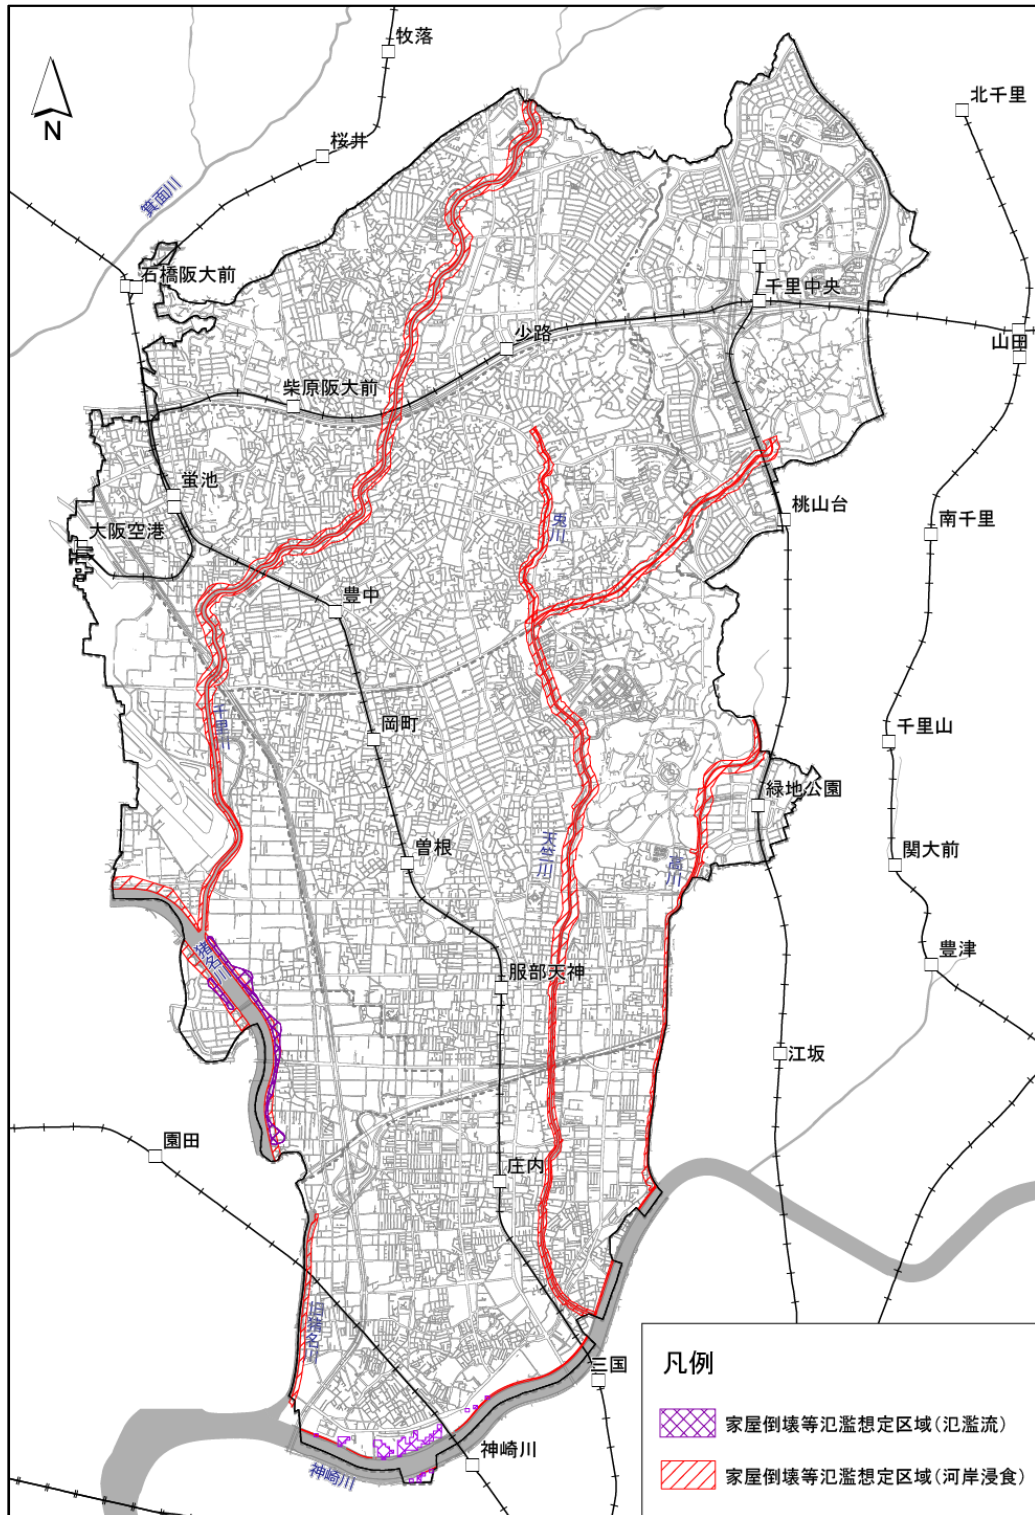 牧落
北千里
N
桜井
箕面川
石橋阪大前
千里中央
少路
山田
柴原阪大前
蛍池
桃山台
兎川
南千里
大阪空港
豊中
千里川
岡町
千里山
緑地公園
曽根
天竺川
高川
関大前
猪名川
服部天神
豊津
江坂
園田
庄内
旧猪名川
三国
神崎川
神崎川
凡例
家屋倒壊等氾濫想定区域(氾濫流)
家屋倒壊等氾濫想定区域(河岸浸食)